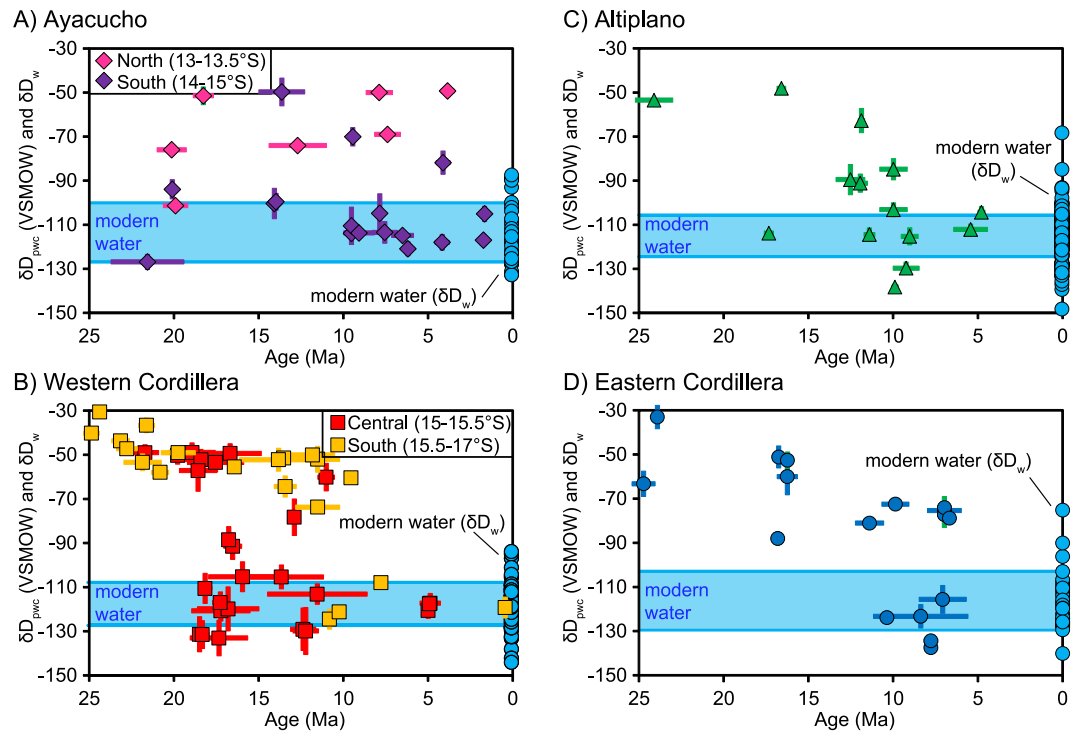 A) Ayacucho
North (13-13.5°S)
South (14-15°S)
δD_pwc (VSMOW) and δD_w
-30
-50
-70
-90
-110
-130
-150
modern
water
modern water (δD_w)
25
20
15
10
5
0
Age (Ma)
C) Altiplano
δD_pwc (VSMOW) and δD_w
-30
-50
-70
-90
-110
-130
-150
modern water
(δD_w)
modern
water
25
20
15
10
5
0
Age (Ma)
B) Western Cordillera
Central (15-15.5°S)
South (15.5-17°S)
δD_pwc (VSMOW) and δD_w
-30
-50
-70
-90
-110
-130
-150
modern water (δD_w)
modern
water
25
20
15
10
5
0
Age (Ma)
D) Eastern Cordillera
δD_pwc (VSMOW) and δD_w
-30
-50
-70
-90
-110
-130
-150
modern water (δD_w)
modern
water
25
20
15
10
5
0
Age (Ma)